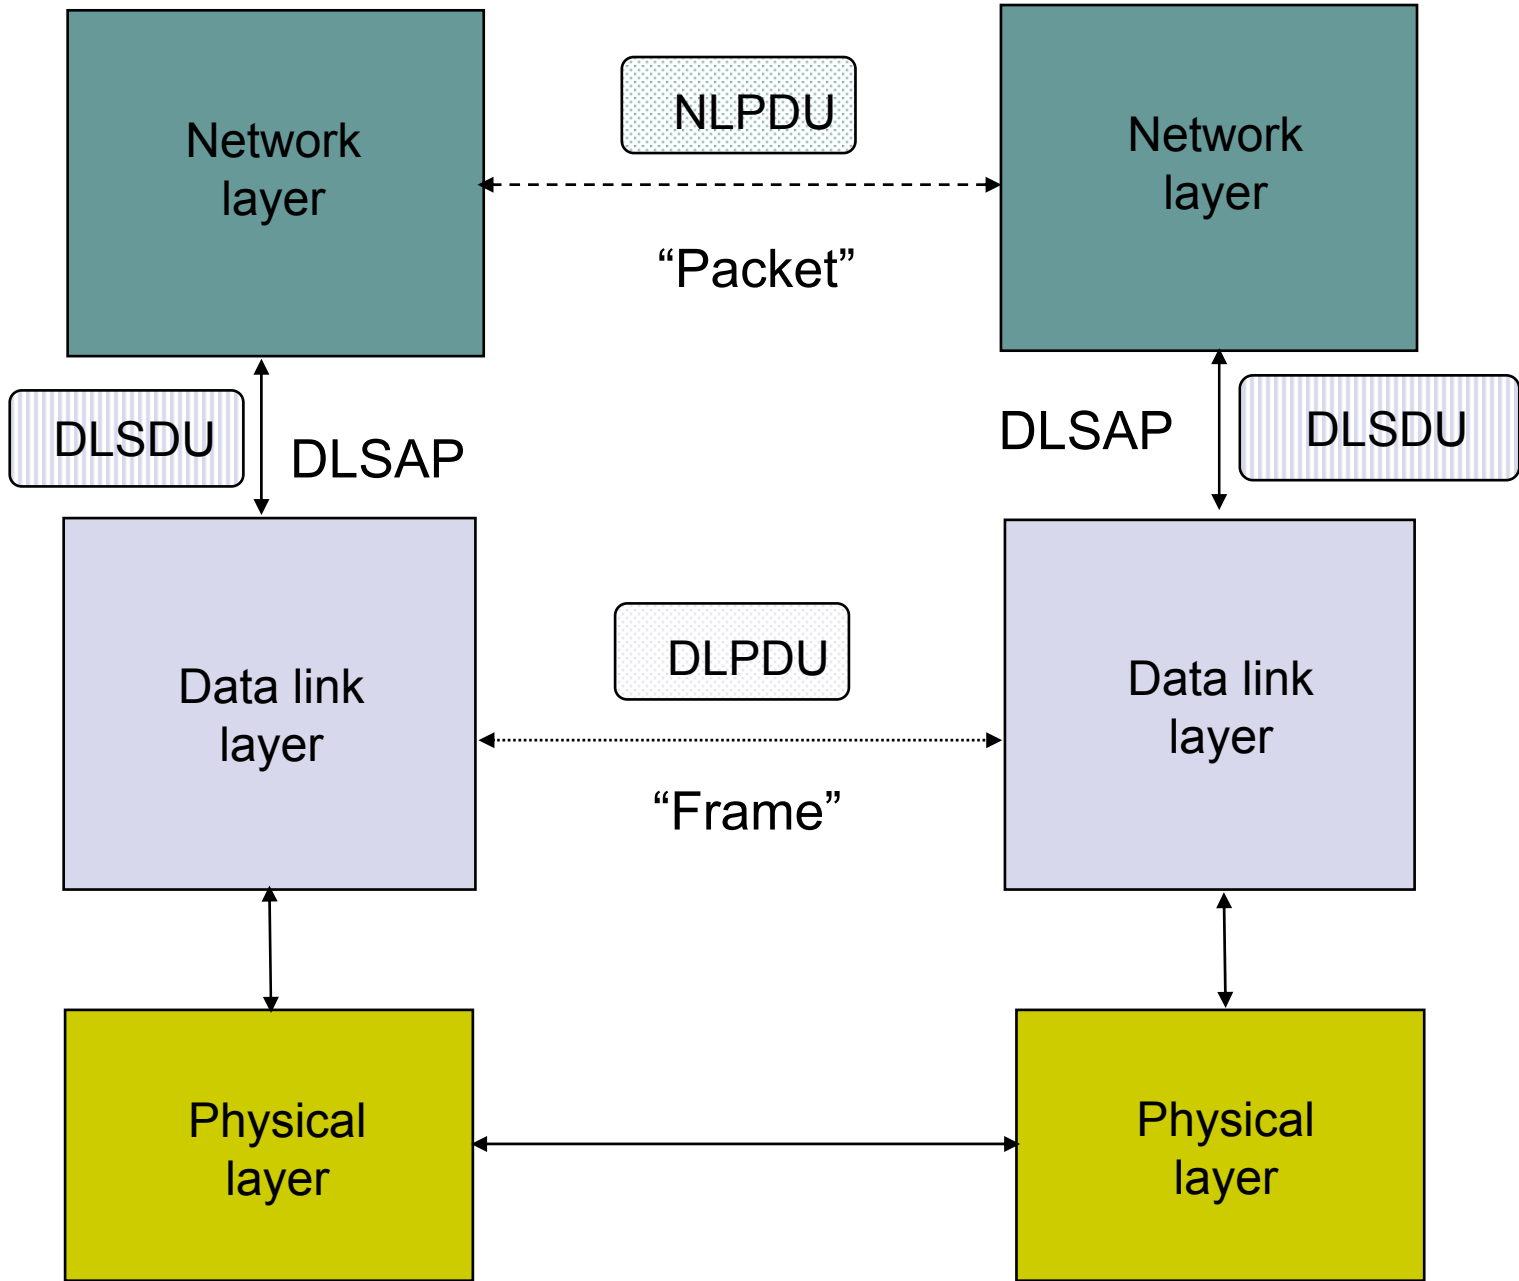 Network
layer
NLPDU
Network
layer
“Packet”
DLSDU
DLSAP
DLSAP
DLSDU
Data link
layer
DLPDU
Data link
layer
“Frame”
Physical
layer
Physical
layer